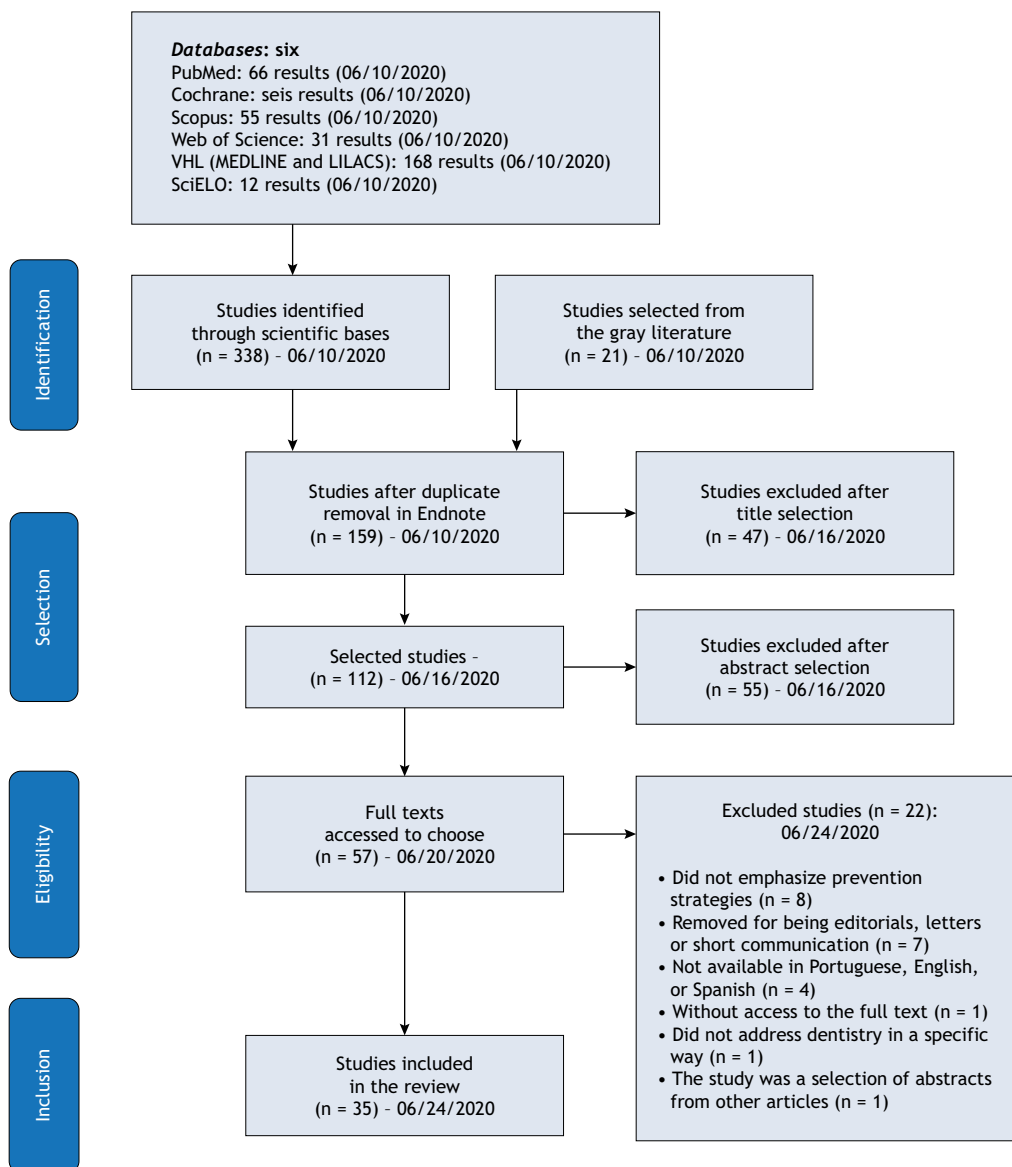 Databases: six
PubMed: 66 results (06/10/2020)
Cochrane: seis results (06/10/2020)
Scopus: 55 results (06/10/2020)
Web of Science: 31 results (06/10/2020)
VHL (MEDLINE and LILACS): 168 results (06/10/2020)
SciELO: 12 results (06/10/2020)
Identification
Studies identified
through scientific bases
(n = 338) – 06/10/2020
Studies selected from
the gray literature
(n = 21) – 06/10/2020
Selection
Studies after duplicate
removal in Endnote
(n = 159) – 06/10/2020
Studies excluded after
title selection
(n = 47) – 06/16/2020
Selected studies –
(n = 112) – 06/16/2020
Studies excluded after
abstract selection
(n = 55) – 06/16/2020
Eligibility
Full texts
accessed to choose
(n = 57) – 06/20/2020
Excluded studies (n = 22):
06/24/2020
• Did not emphasize prevention
strategies (n = 8)
• Removed for being editorials, letters
or short communication (n = 7)
• Not available in Portuguese, English,
or Spanish (n = 4)
• Without access to the full text (n = 1)
• Did not address dentistry in a specific
way (n = 1)
• The study was a selection of abstracts
from other articles (n = 1)
Inclusion
Studies included
in the review
(n = 35) – 06/24/2020